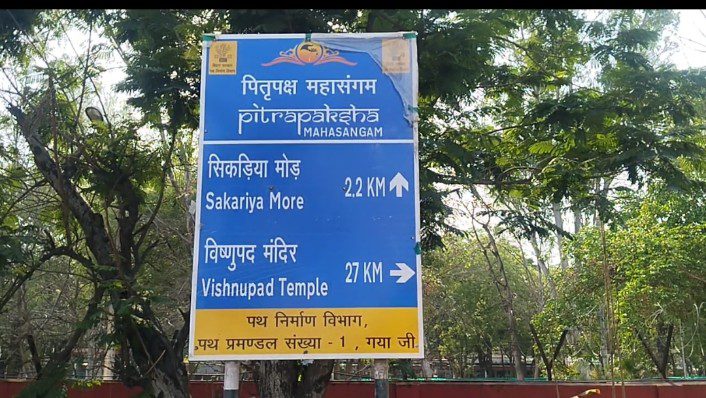 पितृपक्ष महासंगम
pitrapaksha
MAHASANGAM
सिकड़िया मोड़
Sakariya More 2.2 KM ↑
विष्णुपद मंदिर
Vishnupad Temple 27 KM →
पथ निर्माण विभाग,
पथ प्रमण्डल संख्या - 1 , गया जी